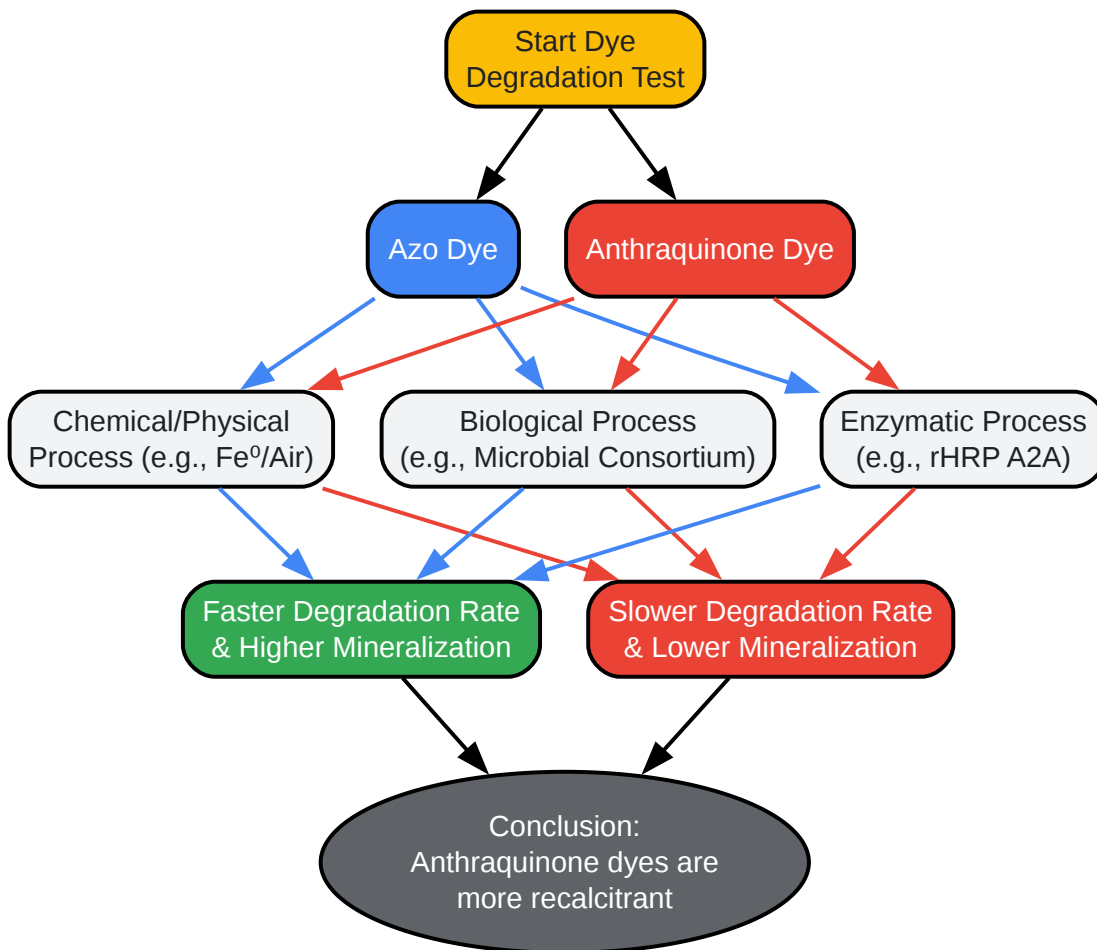 Start Dye
Degradation Test
Azo Dye
Anthraquinone Dye
Chemical/Physical
Process (e.g., Fe⁰/Air)
Biological Process
(e.g., Microbial Consortium)
Enzymatic Process
(e.g., rHRP A2A)
Faster Degradation Rate
& Higher Mineralization
Slower Degradation Rate
& Lower Mineralization
Conclusion:
Anthraquinone dyes are
more recalcitrant